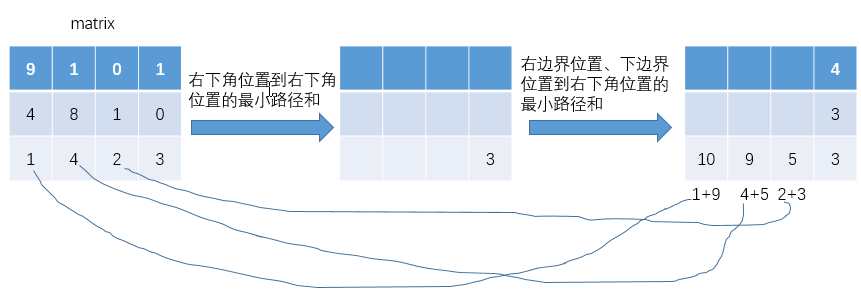 matrix
9 1 0 1
4 8 1 0
1 4 2 3
右下角位置到右下角
位置的最小路径和
3
右边界位置、下边界
位置到右下角位置的
最小路径和
4
3
10 9 5 3
1+9 4+5 2+3